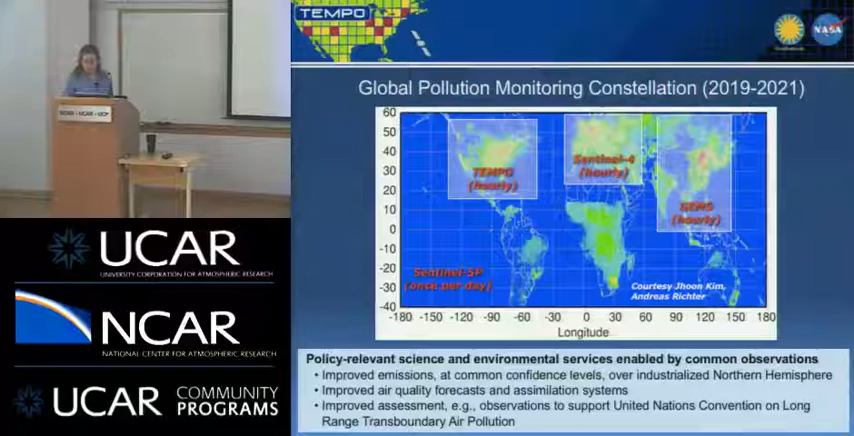 TEMPO
NASA
Global Pollution Monitoring Constellation (2019-2021)
60
50
40
30
20
10
0
-10
-20
-30
-40
TEMPO
(hourly)
Sentinel-4
(hourly)
GEMS
(hourly)
Sentinel-5P
(once per day)
Courtesy Jhoon Kim,
Andreas Richter
-180 -150 -120 -90 -60 -30 0 30 60 90 120 150 180
Longitude
Policy-relevant science and environmental services enabled by common observations
• Improved emissions, at common confidence levels, over industrialized Northern Hemisphere
• Improved air quality forecasts and assimilation systems
• Improved assessment, e.g., observations to support United Nations Convention on Long
Range Transboundary Air Pollution
UCAR
UNIVERSITY CORPORATION FOR ATMOSPHERIC RESEARCH
NCAR
NATIONAL CENTER FOR ATMOSPHERIC RESEARCH
UCAR
COMMUNITY
PROGRAMS